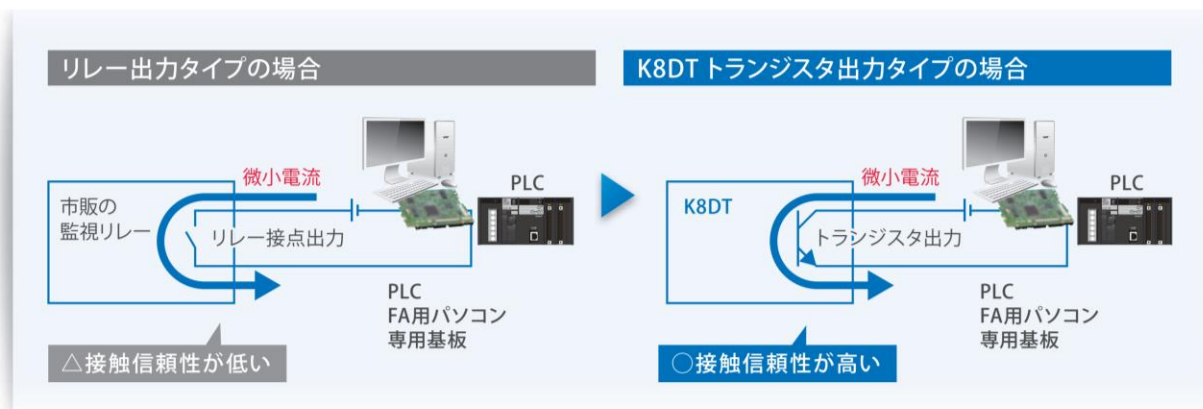 リレー出力タイプの場合
微小電流
PLC
市販の
監視リレー
リレー接点出力
PLC
FA用パソコン
専用基板
△接触信頼性が低い
K8DTトランジスタ出力タイプの場合
微小電流
PLC
K8DT
トランジスタ出力
PLC
FA用パソコン
専用基板
○接触信頼性が高い